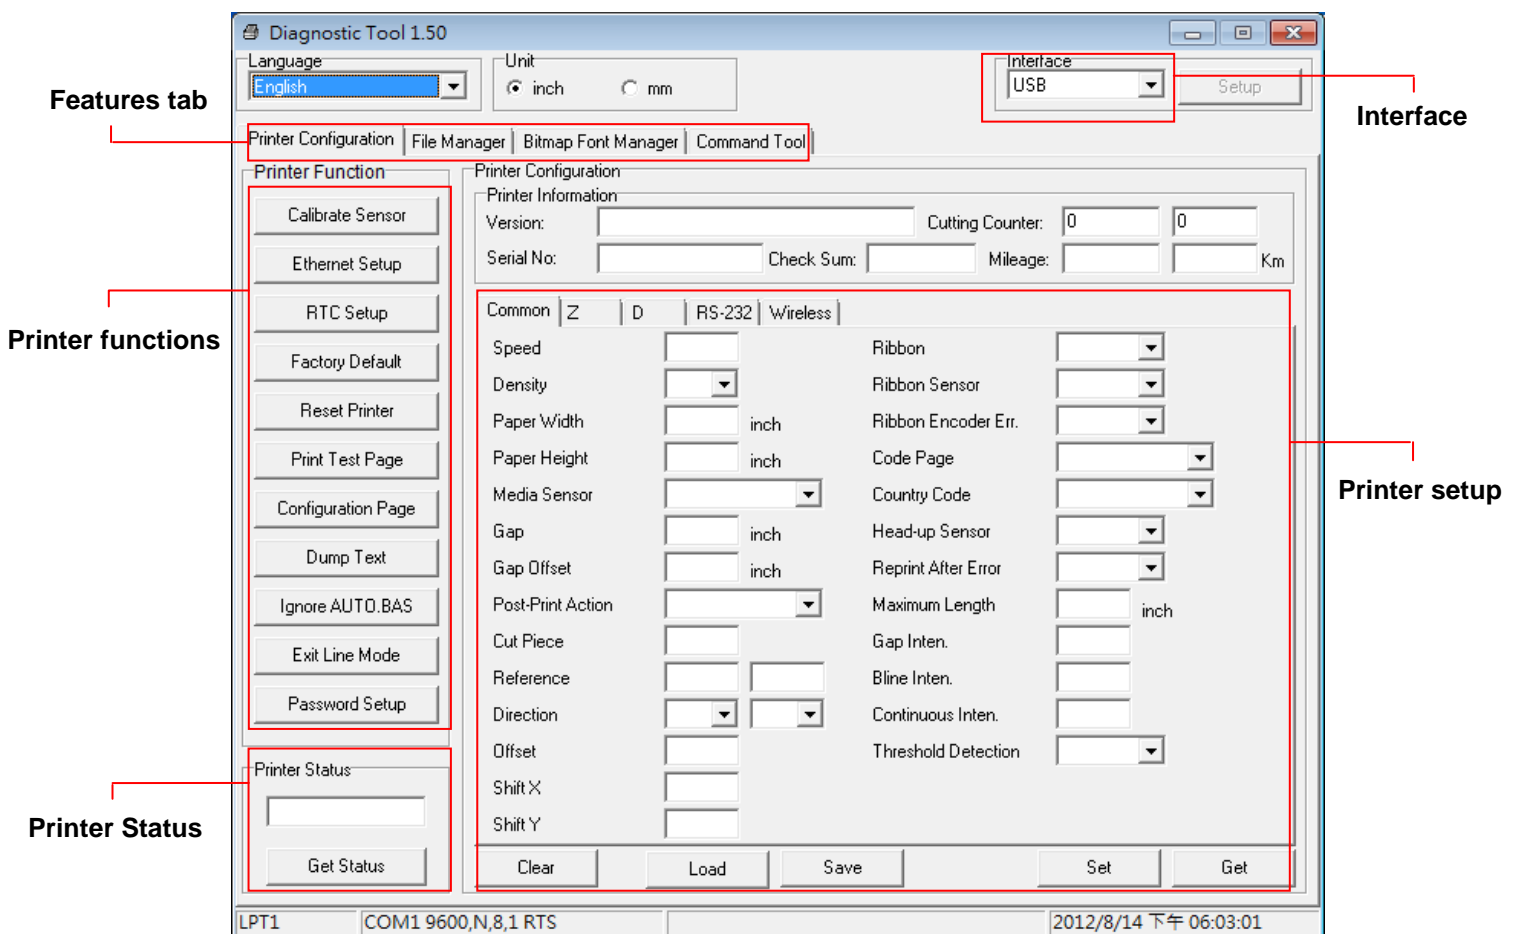 Diagnostic Tool 1.50
Language
Unit
Interface
English
inch
mm
USB
Setup
Features tab
Interface
Printer Configuration
File Manager
Bitmap Font Manager
Command Tool
Printer Function
Calibrate Sensor
Ethernet Setup
RTC Setup
Factory Default
Reset Printer
Print Test Page
Configuration Page
Dump Text
Ignore AUTO.BAS
Exit Line Mode
Password Setup
Printer functions
Printer Status
Get Status
Printer Status
Printer Configuration
Printer Information
Version:
Cutting Counter: 0 0
Serial No:
Check Sum:
Mileage:
Km
Common
Z
D
RS-232
Wireless
Speed
Density
Paper Width inch
Paper Height inch
Media Sensor
Gap inch
Gap Offset inch
Post-Print Action
Cut Piece
Reference
Direction
Offset
Shift X
Shift Y
Ribbon
Ribbon Sensor
Ribbon Encoder Err.
Code Page
Country Code
Head-up Sensor
Reprint After Error
Maximum Length inch
Gap Inten.
Bline Inten.
Continuous Inten.
Threshold Detection
Printer setup
Clear
Load
Save
Set
Get
LPT1
COM1 9600,N,8,1 RTS
2012/8/14 下午 06:03:01